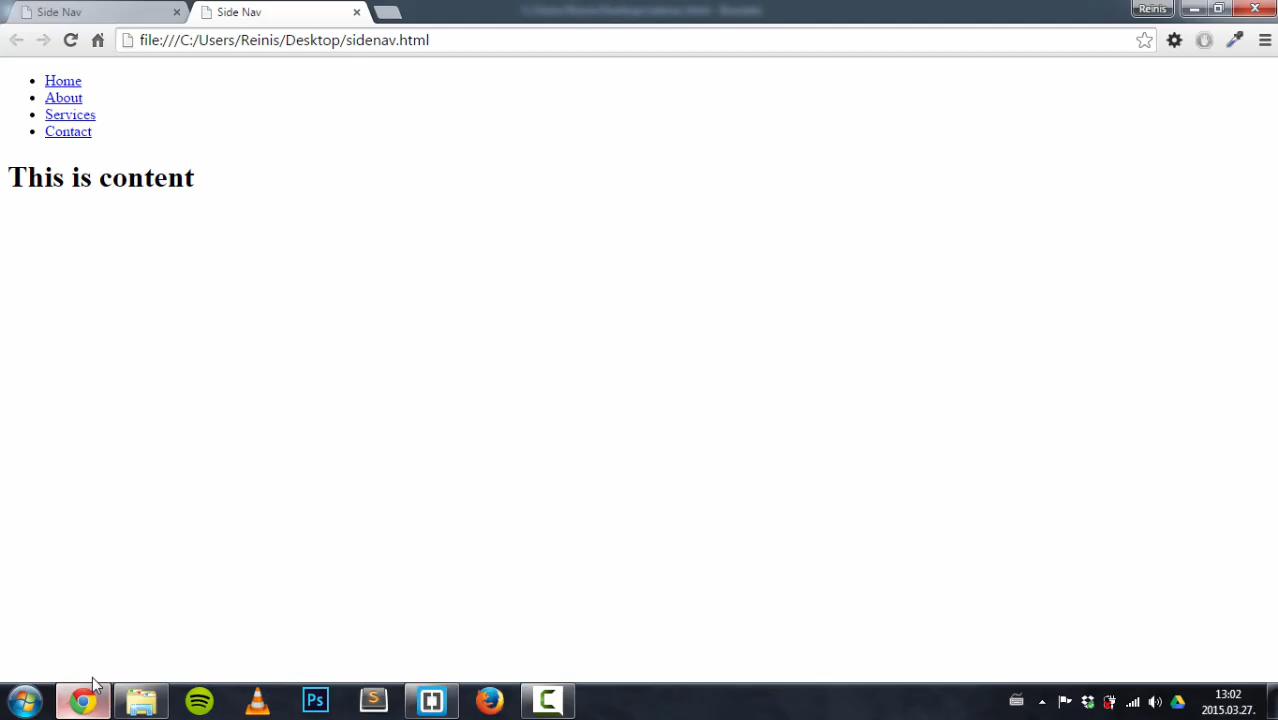 Side Nav
Side Nav
Reinis
file:///C:/Users/Reinis/Desktop/sidenav.html
Home
About
Services
Contact
This is content
Ps
S
C
13:02
2015.03.27.